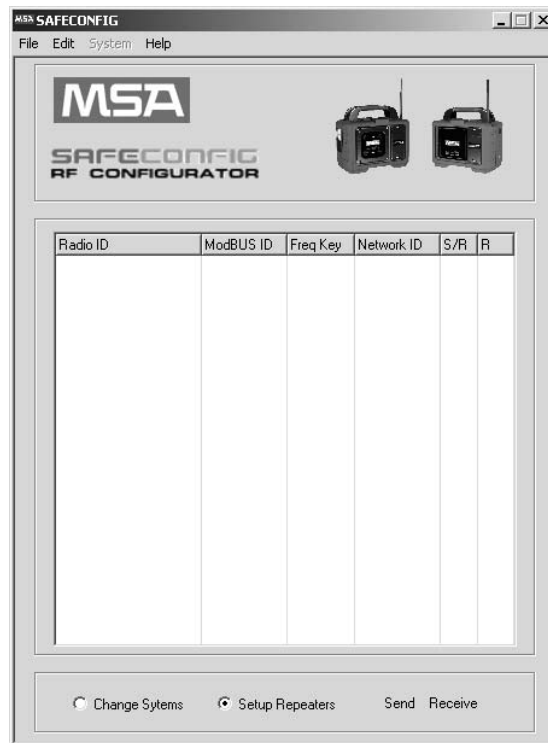 MSA SAFECONFIG
File Edit System Help
MSA
SAFECONFIG
RF CONFIGURATOR
Radio ID ModBUS ID Freq Key Network ID S/R R
Change Sytems Setup Repeaters Send Receive